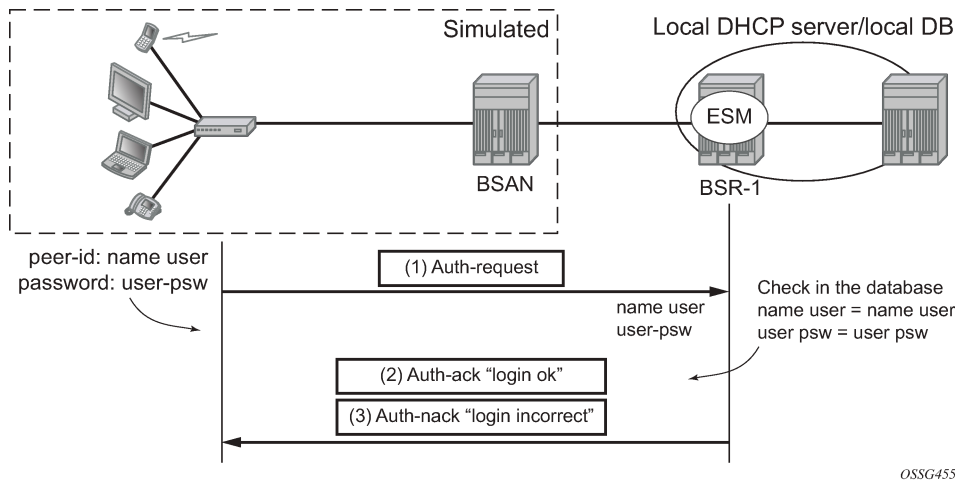 Simulated
Local DHCP server/local DB
ESM
BSAN
BSR-1
peer-id: name user
password: user-psw
(1) Auth-request
name user
user-psw
Check in the database
name user = name user
user psw = user psw
(2) Auth-ack “login ok”
(3) Auth-nack “login incorrect”
OSSG455